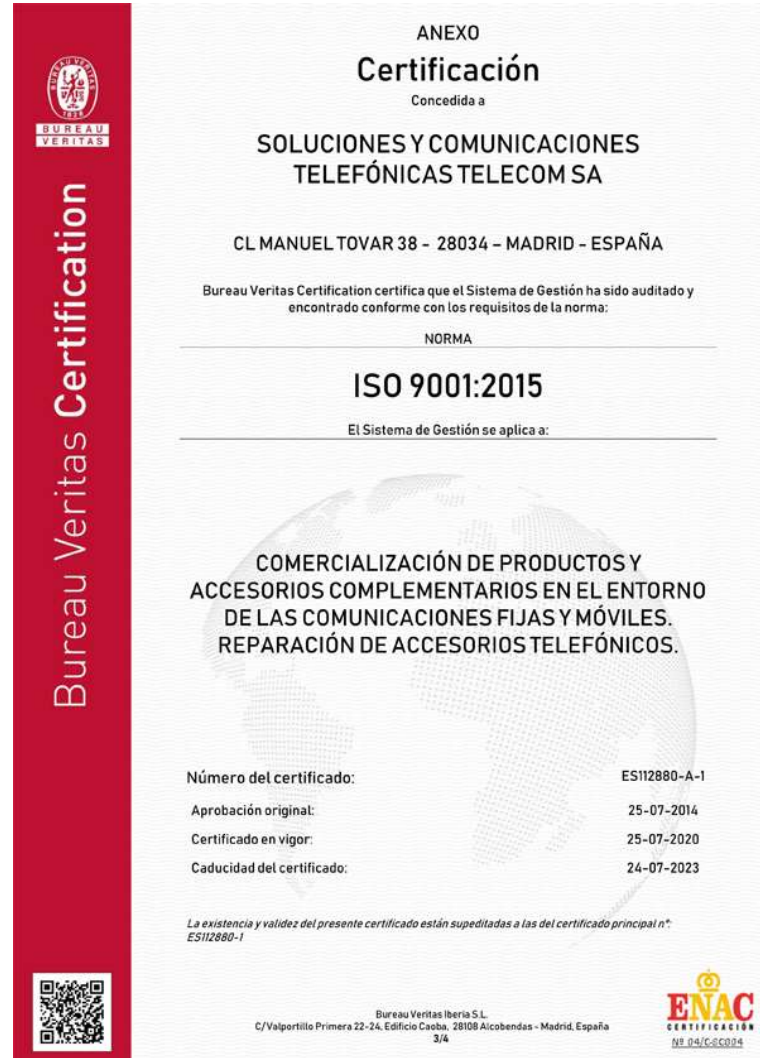 ANEXO
Certificación
Concedida a
SOLUCIONES Y COMUNICACIONES
TELEFÓNICAS TELECOM SA
CL MANUEL TOVAR 38 - 28034 – MADRID - ESPAÑA
Bureau Veritas Certification certifica que el Sistema de Gestión ha sido auditado y
encontrado conforme con los requisitos de la norma:
NORMA
ISO 9001:2015
El Sistema de Gestión se aplica a:
COMERCIALIZACIÓN DE PRODUCTOS Y
ACCESORIOS COMPLEMENTARIOS EN EL ENTORNO
DE LAS COMUNICACIONES FIJAS Y MÓVILES.
REPARACIÓN DE ACCESORIOS TELEFÓNICOS.
Número del certificado: ES112880-A-1
Aprobación original: 25-07-2014
Certificado en vigor: 25-07-2020
Caducidad del certificado: 24-07-2023
La existencia y validez del presente certificado están supeditadas a las del certificado principal nº:
ES112880-1
Bureau Veritas Iberia S.L.
C/Valportillo Primera 22-24, Edificio Caoba, 28108 Alcobendas - Madrid, España
3/4
BUREAU VERITAS
1828
BUREAU
VERITAS
Bureau Veritas Certification
ENAC
CERTIFICACIÓN
Nº 04/C-SC004